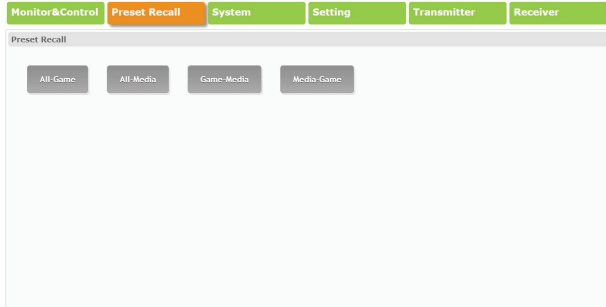 Monitor&Control Preset Recall System Setting Transmitter Receiver
Preset Recall
All-Game All-Media Game-Media Media-Game